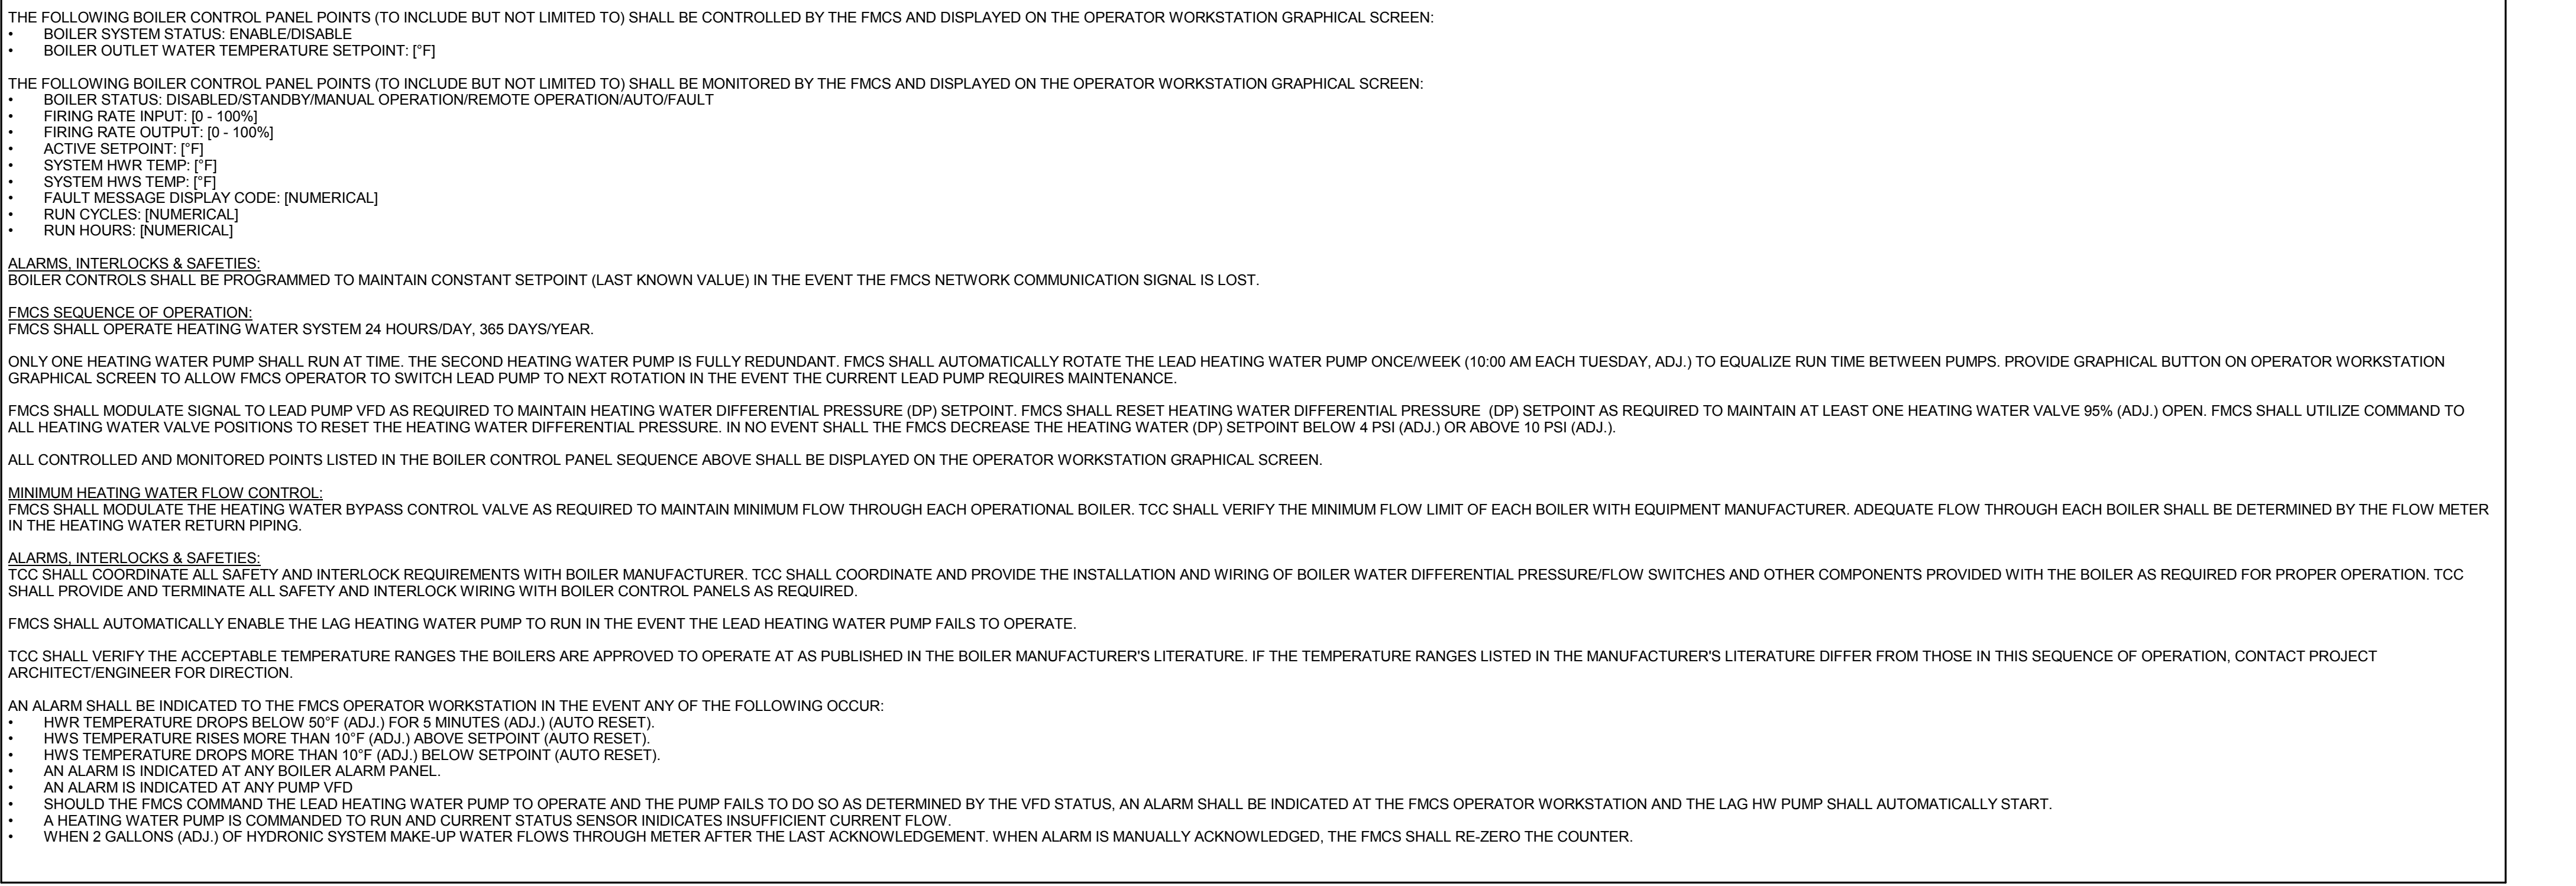 THE FOLLOWING BOILER CONTROL PANEL POINTS (TO INCLUDE BUT NOT LIMITED TO) SHALL BE CONTROLLED BY THE FMCS AND DISPLAYED ON THE OPERATOR WORKSTATION GRAPHICAL SCREEN:
• BOILER SYSTEM STATUS: ENABLE/DISABLE
• BOILER OUTLET WATER TEMPERATURE SETPOINT: [°F]
THE FOLLOWING BOILER CONTROL PANEL POINTS (TO INCLUDE BUT NOT LIMITED TO) SHALL BE MONITORED BY THE FMCS AND DISPLAYED ON THE OPERATOR WORKSTATION GRAPHICAL SCREEN:
• BOILER STATUS: DISABLED/STANDBY/MANUAL OPERATION/REMOTE OPERATION/AUTO/FAULT
• FIRING RATE INPUT: [0 - 100%]
• FIRING RATE OUTPUT: [0 - 100%]
• ACTIVE SETPOINT: [°F]
• SYSTEM HWR TEMP: [°F]
• SYSTEM HWS TEMP: [°F]
• FAULT MESSAGE DISPLAY CODE: [NUMERICAL]
• RUN CYCLES: [NUMERICAL]
• RUN HOURS: [NUMERICAL]
ALARMS, INTERLOCKS & SAFETIES:
BOILER CONTROLS SHALL BE PROGRAMMED TO MAINTAIN CONSTANT SETPOINT (LAST KNOWN VALUE) IN THE EVENT THE FMCS NETWORK COMMUNICATION SIGNAL IS LOST.
FMCS SEQUENCE OF OPERATION:
FMCS SHALL OPERATE HEATING WATER SYSTEM 24 HOURS/DAY, 365 DAYS/YEAR.
ONLY ONE HEATING WATER PUMP SHALL RUN AT TIME. THE SECOND HEATING WATER PUMP IS FULLY REDUNDANT. FMCS SHALL AUTOMATICALLY ROTATE THE LEAD HEATING WATER PUMP ONCE/WEEK (10:00 AM EACH TUESDAY, ADJ.) TO EQUALIZE RUN TIME BETWEEN PUMPS. PROVIDE GRAPHICAL BUTTON ON OPERATOR WORKSTATION
GRAPHICAL SCREEN TO ALLOW FMCS OPERATOR TO SWITCH LEAD PUMP TO NEXT ROTATION IN THE EVENT THE CURRENT LEAD PUMP REQUIRES MAINTENANCE.
FMCS SHALL MODULATE SIGNAL TO LEAD PUMP VFD AS REQUIRED TO MAINTAIN HEATING WATER DIFFERENTIAL PRESSURE (DP) SETPOINT. FMCS SHALL RESET HEATING WATER DIFFERENTIAL PRESSURE (DP) SETPOINT AS REQUIRED TO MAINTAIN AT LEAST ONE HEATING WATER VALVE 95% (ADJ.) OPEN. FMCS SHALL UTILIZE COMMAND TO
ALL HEATING WATER VALVE POSITIONS TO RESET THE HEATING WATER DIFFERENTIAL PRESSURE. IN NO EVENT SHALL THE FMCS DECREASE THE HEATING WATER (DP) SETPOINT BELOW 4 PSI (ADJ.) OR ABOVE 10 PSI (ADJ.).
ALL CONTROLLED AND MONITORED POINTS LISTED IN THE BOILER CONTROL PANEL SEQUENCE ABOVE SHALL BE DISPLAYED ON THE OPERATOR WORKSTATION GRAPHICAL SCREEN.
MINIMUM HEATING WATER FLOW CONTROL:
FMCS SHALL MODULATE THE HEATING WATER BYPASS CONTROL VALVE AS REQUIRED TO MAINTAIN MINIMUM FLOW THROUGH EACH OPERATIONAL BOILER. TCC SHALL VERIFY THE MINIMUM FLOW LIMIT OF EACH BOILER WITH EQUIPMENT MANUFACTURER. ADEQUATE FLOW THROUGH EACH BOILER SHALL BE DETERMINED BY THE FLOW METER
IN THE HEATING WATER RETURN PIPING.
ALARMS, INTERLOCKS & SAFETIES:
TCC SHALL COORDINATE ALL SAFETY AND INTERLOCK REQUIREMENTS WITH BOILER MANUFACTURER. TCC SHALL COORDINATE AND PROVIDE THE INSTALLATION AND WIRING OF BOILER WATER DIFFERENTIAL PRESSURE/FLOW SWITCHES AND OTHER COMPONENTS PROVIDED WITH THE BOILER AS REQUIRED FOR PROPER OPERATION. TCC
SHALL PROVIDE AND TERMINATE ALL SAFETY AND INTERLOCK WIRING WITH BOILER CONTROL PANELS AS REQUIRED.
FMCS SHALL AUTOMATICALLY ENABLE THE LAG HEATING WATER PUMP TO RUN IN THE EVENT THE LEAD HEATING WATER PUMP FAILS TO OPERATE.
TCC SHALL VERIFY THE ACCEPTABLE TEMPERATURE RANGES THE BOILERS ARE APPROVED TO OPERATE AT AS PUBLISHED IN THE BOILER MANUFACTURER'S LITERATURE. IF THE TEMPERATURE RANGES LISTED IN THE MANUFACTURER'S LITERATURE DIFFER FROM THOSE IN THIS SEQUENCE OF OPERATION, CONTACT PROJECT
ARCHITECT/ENGINEER FOR DIRECTION.
AN ALARM SHALL BE INDICATED TO THE FMCS OPERATOR WORKSTATION IN THE EVENT ANY OF THE FOLLOWING OCCUR:
• HWR TEMPERATURE DROPS BELOW 50°F (ADJ.) FOR 5 MINUTES (ADJ.) (AUTO RESET).
• HWS TEMPERATURE RISES MORE THAN 10°F (ADJ.) ABOVE SETPOINT (AUTO RESET).
• HWS TEMPERATURE DROPS MORE THAN 10°F (ADJ.) BELOW SETPOINT (AUTO RESET).
• AN ALARM IS INDICATED AT ANY BOILER ALARM PANEL.
• AN ALARM IS INDICATED AT ANY PUMP VFD
• SHOULD THE FMCS COMMAND THE LEAD HEATING WATER PUMP TO OPERATE AND THE PUMP FAILS TO DO SO AS DETERMINED BY THE VFD STATUS, AN ALARM SHALL BE INDICATED AT THE FMCS OPERATOR WORKSTATION AND THE LAG HW PUMP SHALL AUTOMATICALLY START.
• A HEATING WATER PUMP IS COMMANDED TO RUN AND CURRENT STATUS SENSOR INIDICATES INSUFFICIENT CURRENT FLOW.
• WHEN 2 GALLONS (ADJ.) OF HYDRONIC SYSTEM MAKE-UP WATER FLOWS THROUGH METER AFTER THE LAST ACKNOWLEDGEMENT. WHEN ALARM IS MANUALLY ACKNOWLEDGED, THE FMCS SHALL RE-ZERO THE COUNTER.